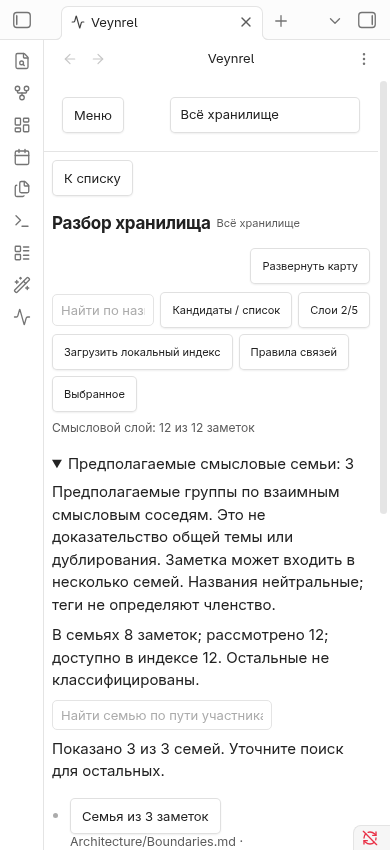 Veynrel
Veynrel
Меню
Всё хранилище
К списку
Разбор хранилища Всё хранилище
Развернуть карту
Найти по наз
Кандидаты / список
Слои 2/5
Загрузить локальный индекс
Правила связей
Выбранное
Смысловой слой: 12 из 12 заметок
▼ Предполагаемые смысловые семьи: 3
Предполагаемые группы по взаимным
смысловым соседям. Это не
доказательство общей темы или
дублирования. Заметка может входить в
несколько семей. Названия нейтральные;
теги не определяют членство.
В семьях 8 заметок; рассмотрено 12;
доступно в индексе 12. Остальные не
классифицированы.
Найти семью по пути участника
Показано 3 из 3 семей. Уточните поиск
для остальных.
Семья из 3 заметок
Architecture/Boundaries.md ·